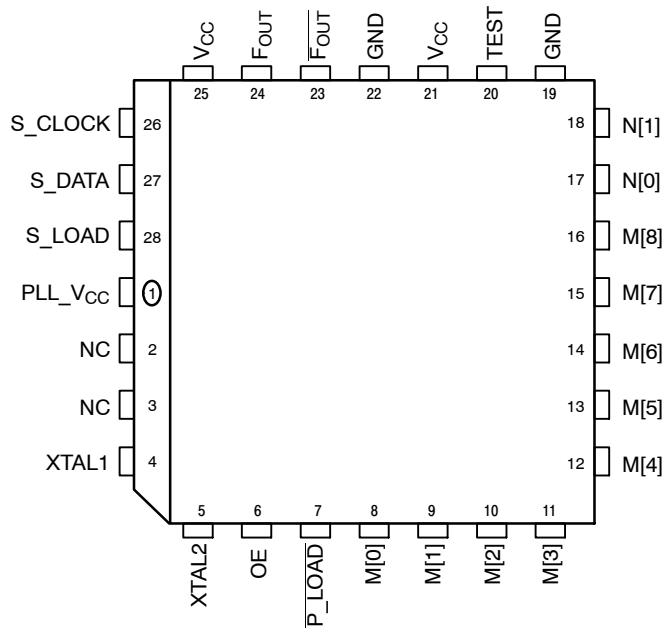 VCC FOUT FOUT GND VCC TEST GND
25 24 23 22 21 20 19
S_CLOCK 26 18 N[1]
S_DATA 27 17 N[0]
S_LOAD 28 16 M[8]
PLL_VCC 1 15 M[7]
NC 2 14 M[6]
NC 3 13 M[5]
XTAL1 4 12 M[4]
5 6 7 8 9 10 11
XTAL2 OE P_LOAD M[0] M[1] M[2] M[3]